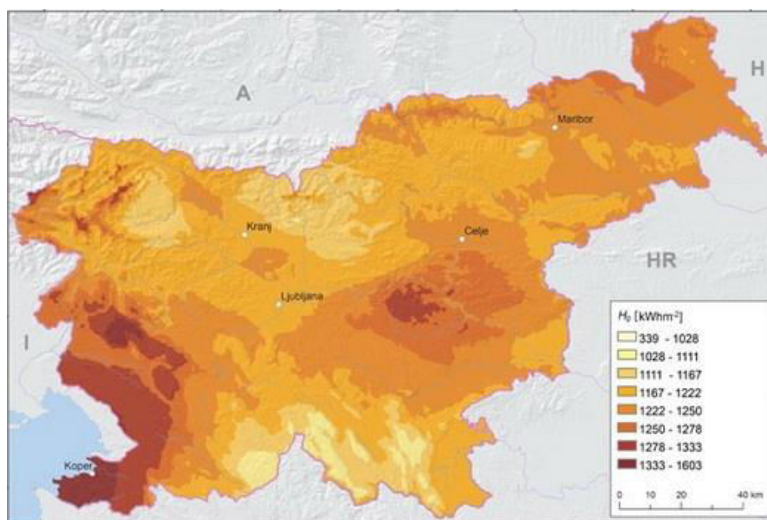 A
H
Maribor
Kranj
Celje
HR
Ljubljana
I
Koper
H₀ [kWhm⁻²]
339 - 1028
1028 - 1111
1111 - 1167
1167 - 1222
1222 - 1250
1250 - 1278
1278 - 1333
1333 - 1603
0 10 20 40 km